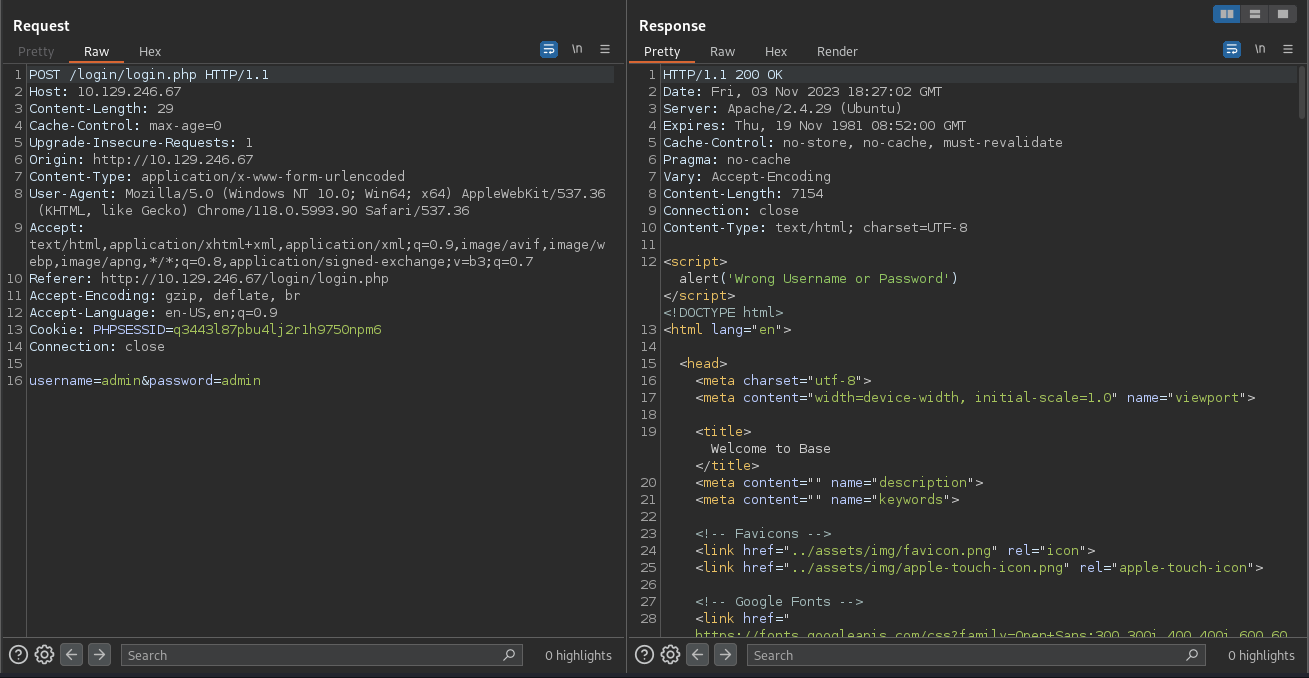 Request
Pretty Raw Hex \n
1 POST /login/login.php HTTP/1.1
2 Host: 10.129.246.67
3 Content-Length: 29
4 Cache-Control: max-age=0
5 Upgrade-Insecure-Requests: 1
6 Origin: http://10.129.246.67
7 Content-Type: application/x-www-form-urlencoded
8 User-Agent: Mozilla/5.0 (Windows NT 10.0; Win64; x64) AppleWebKit/537.36
(KHTML, like Gecko) Chrome/118.0.5993.90 Safari/537.36
9 Accept:
text/html,application/xhtml+xml,application/xml;q=0.9,image/avif,image/w
ebp,image/apng,*/*;q=0.8,application/signed-exchange;v=b3;q=0.7
10 Referer: http://10.129.246.67/login/login.php
11 Accept-Encoding: gzip, deflate, br
12 Accept-Language: en-US,en;q=0.9
13 Cookie: PHPSESSID=q3443l87pbu4lj2r1h9750npm6
14 Connection: close
15
16 username=admin&password=admin
Search 0 highlights
Response
Pretty Raw Hex Render \n
1 HTTP/1.1 200 OK
2 Date: Fri, 03 Nov 2023 18:27:02 GMT
3 Server: Apache/2.4.29 (Ubuntu)
4 Expires: Thu, 19 Nov 1981 08:52:00 GMT
5 Cache-Control: no-store, no-cache, must-revalidate
6 Pragma: no-cache
7 Vary: Accept-Encoding
8 Content-Length: 7154
9 Connection: close
10 Content-Type: text/html; charset=UTF-8
11
12 <script>
alert('Wrong Username or Password')
</script>
<!DOCTYPE html>
13 <html lang="en">
14
15 <head>
16 <meta charset="utf-8">
17 <meta content="width=device-width, initial-scale=1.0" name="viewport">
18
19 <title>
Welcome to Base
</title>
20 <meta content="" name="description">
21 <meta content="" name="keywords">
22
23 <!-- Favicons -->
24 <link href="../assets/img/favicon.png" rel="icon">
25 <link href="../assets/img/apple-touch-icon.png" rel="apple-touch-icon">
26
27 <!-- Google Fonts -->
28 <link href="
https://fonts.googleapis.com/css?family=Open+Sans:300,300i,400,400i,600,60
Search 0 highlights